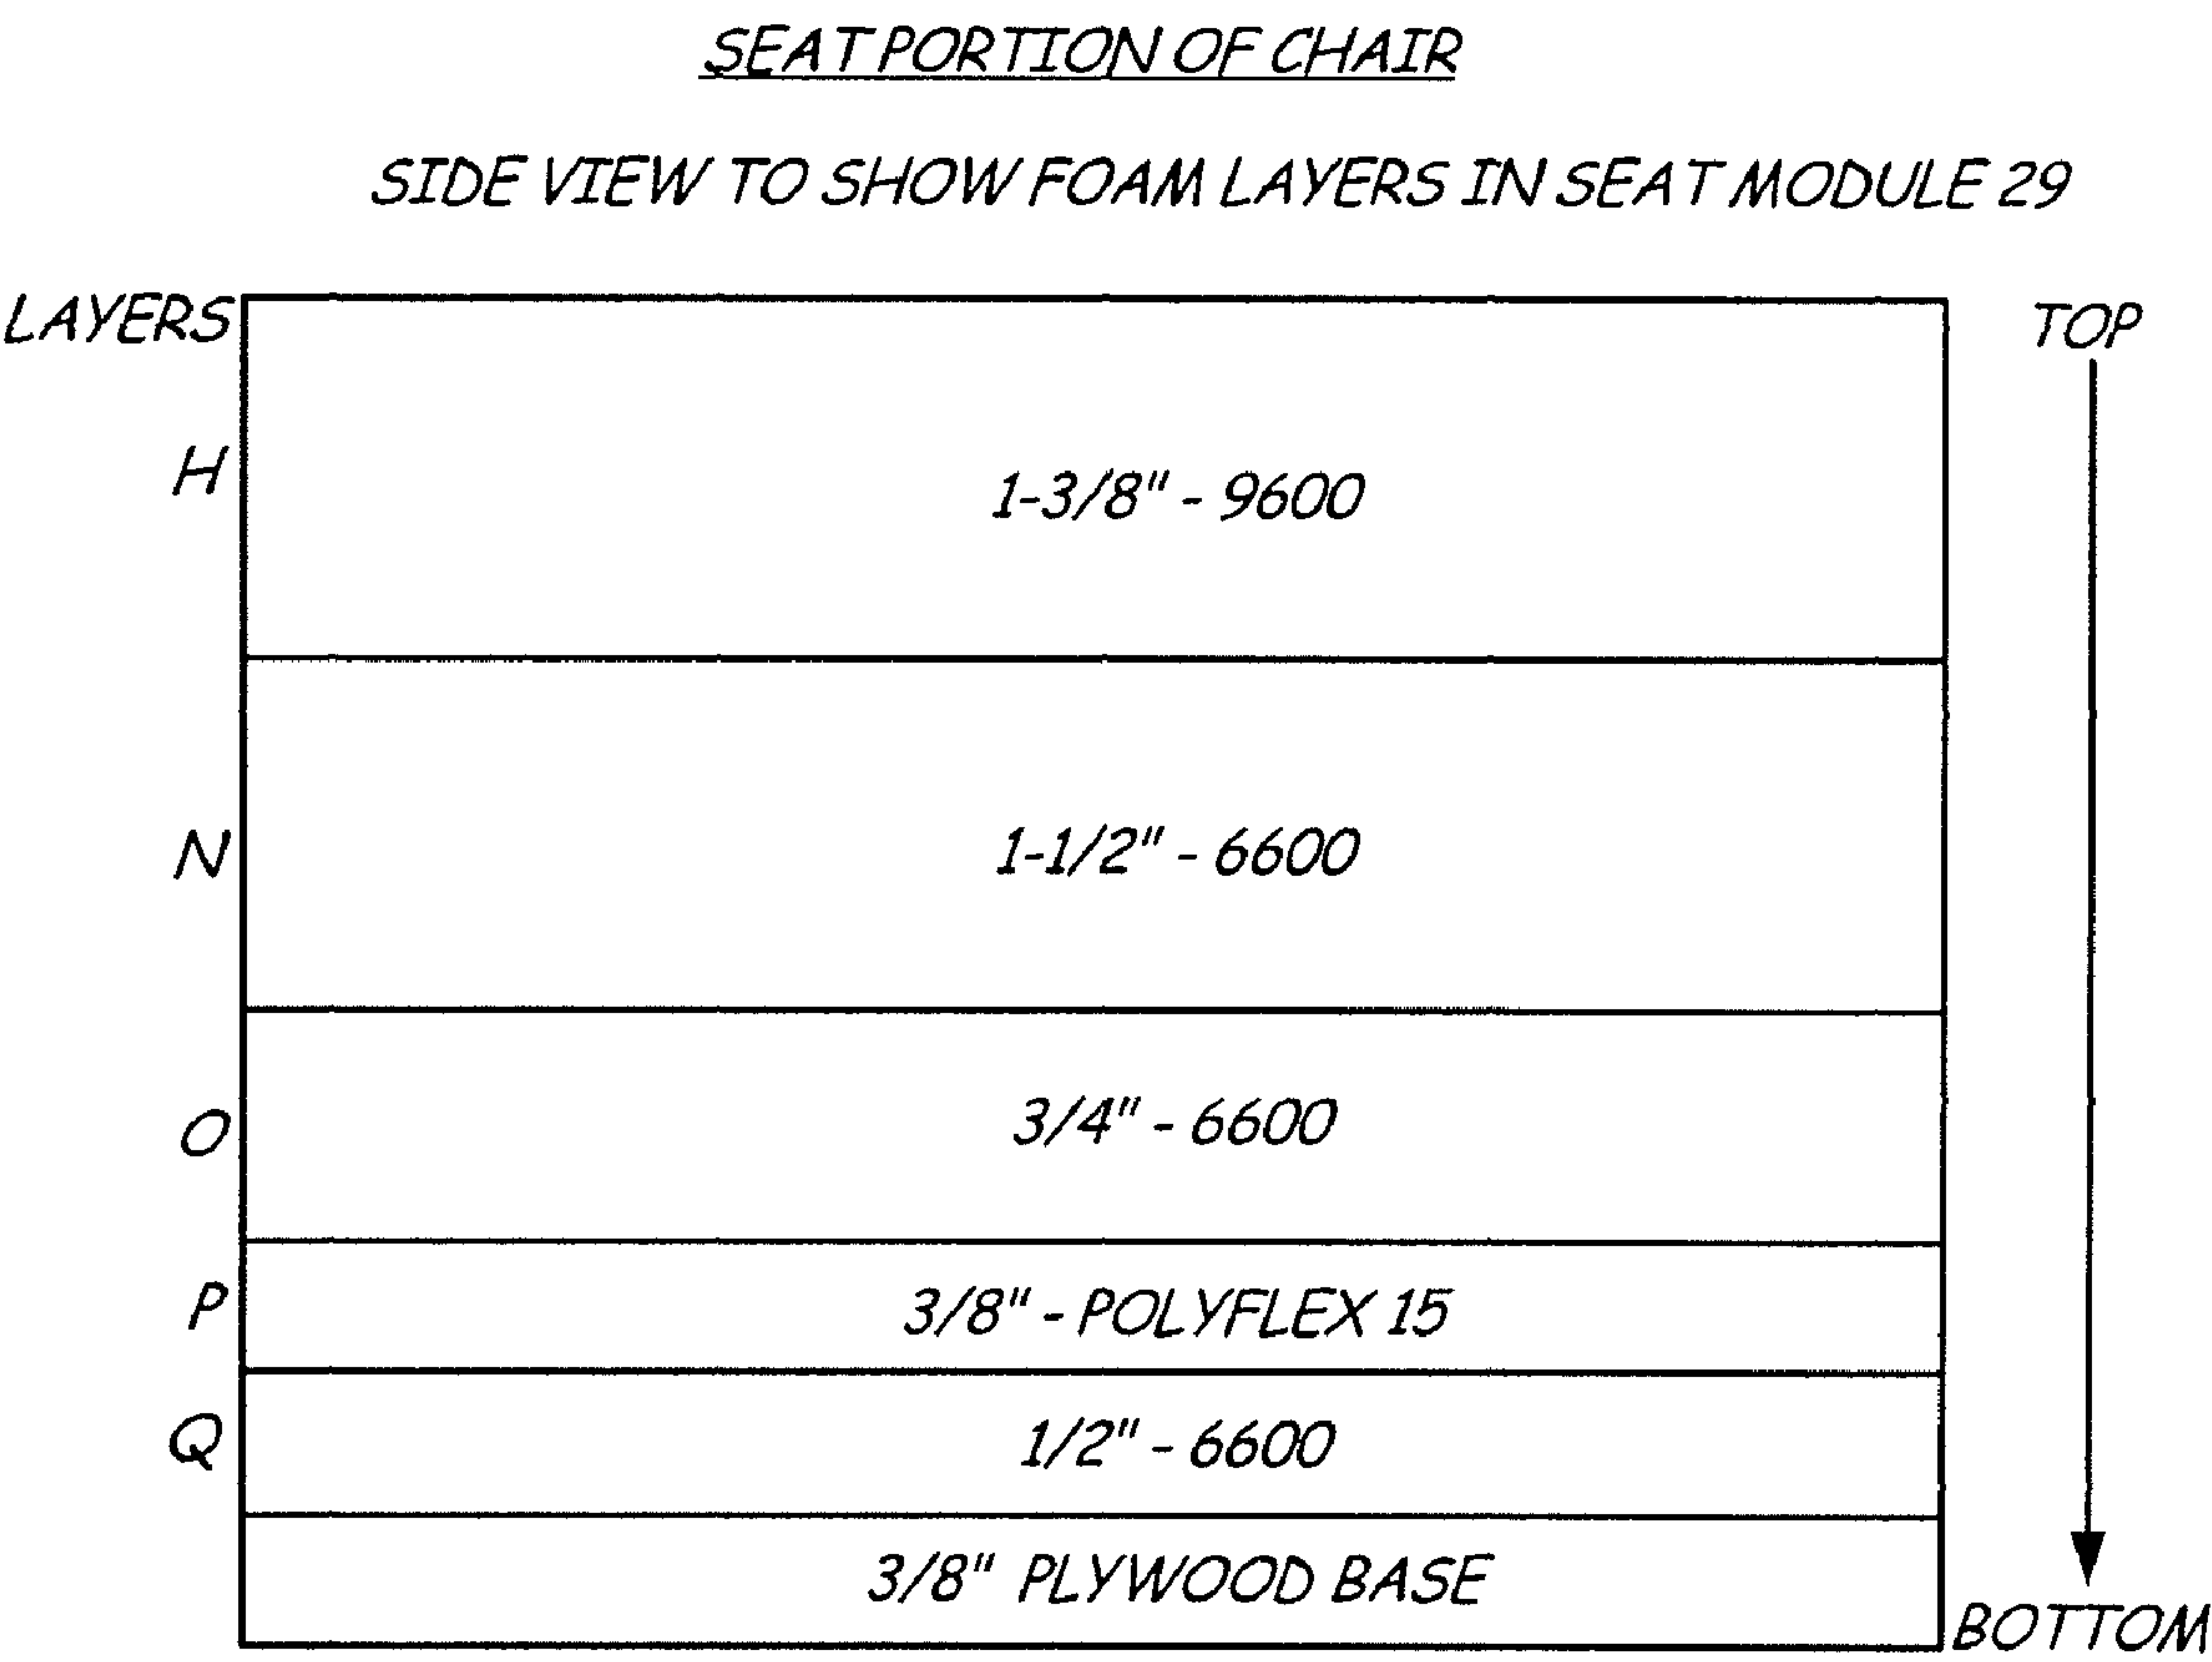 SEAT PORTION OF CHAIR
SIDE VIEW TO SHOW FOAM LAYERS IN SEAT MODULE 29
LAYERS
TOP
H
1-3/8" - 9600
N
1-1/2" - 6600
O
3/4" - 6600
P
3/8" - POLYFLEX 15
Q
1/2" - 6600
3/8" PLYWOOD BASE
BOTTOM